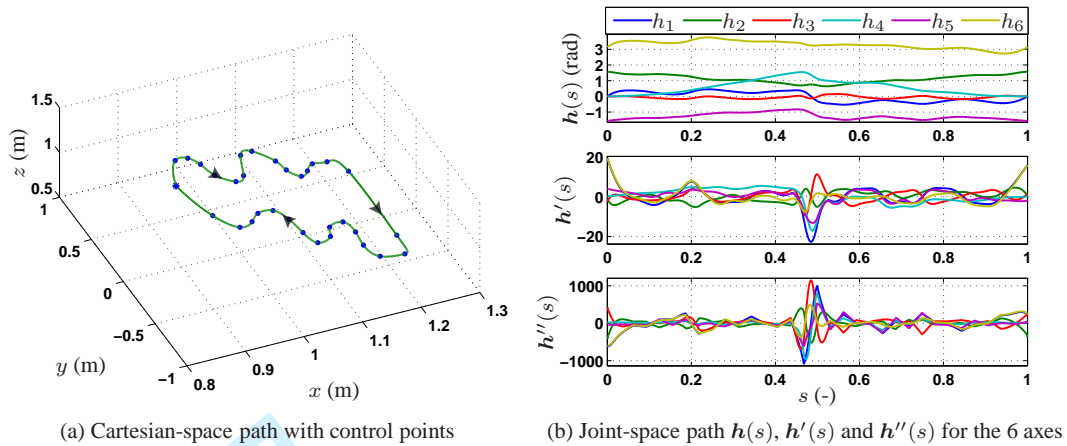 1.5
1
0.5
z (m)
1
0.5
0
−0.5
−1
y (m)
0.8
0.9
1
1.1
1.2
1.3
x (m)
(a) Cartesian-space path with control points
h₁ h₂ h₃ h₄ h₅ h₆
h(s) (rad)
3
2
1
0
−1
0 0.2 0.4 0.6 0.8 1
h′(s)
20
0
−20
0 0.2 0.4 0.6 0.8 1
h″(s)
1000
0
−1000
0 0.2 0.4 0.6 0.8 1
s (-)
(b) Joint-space path h(s), h′(s) and h″(s) for the 6 axes